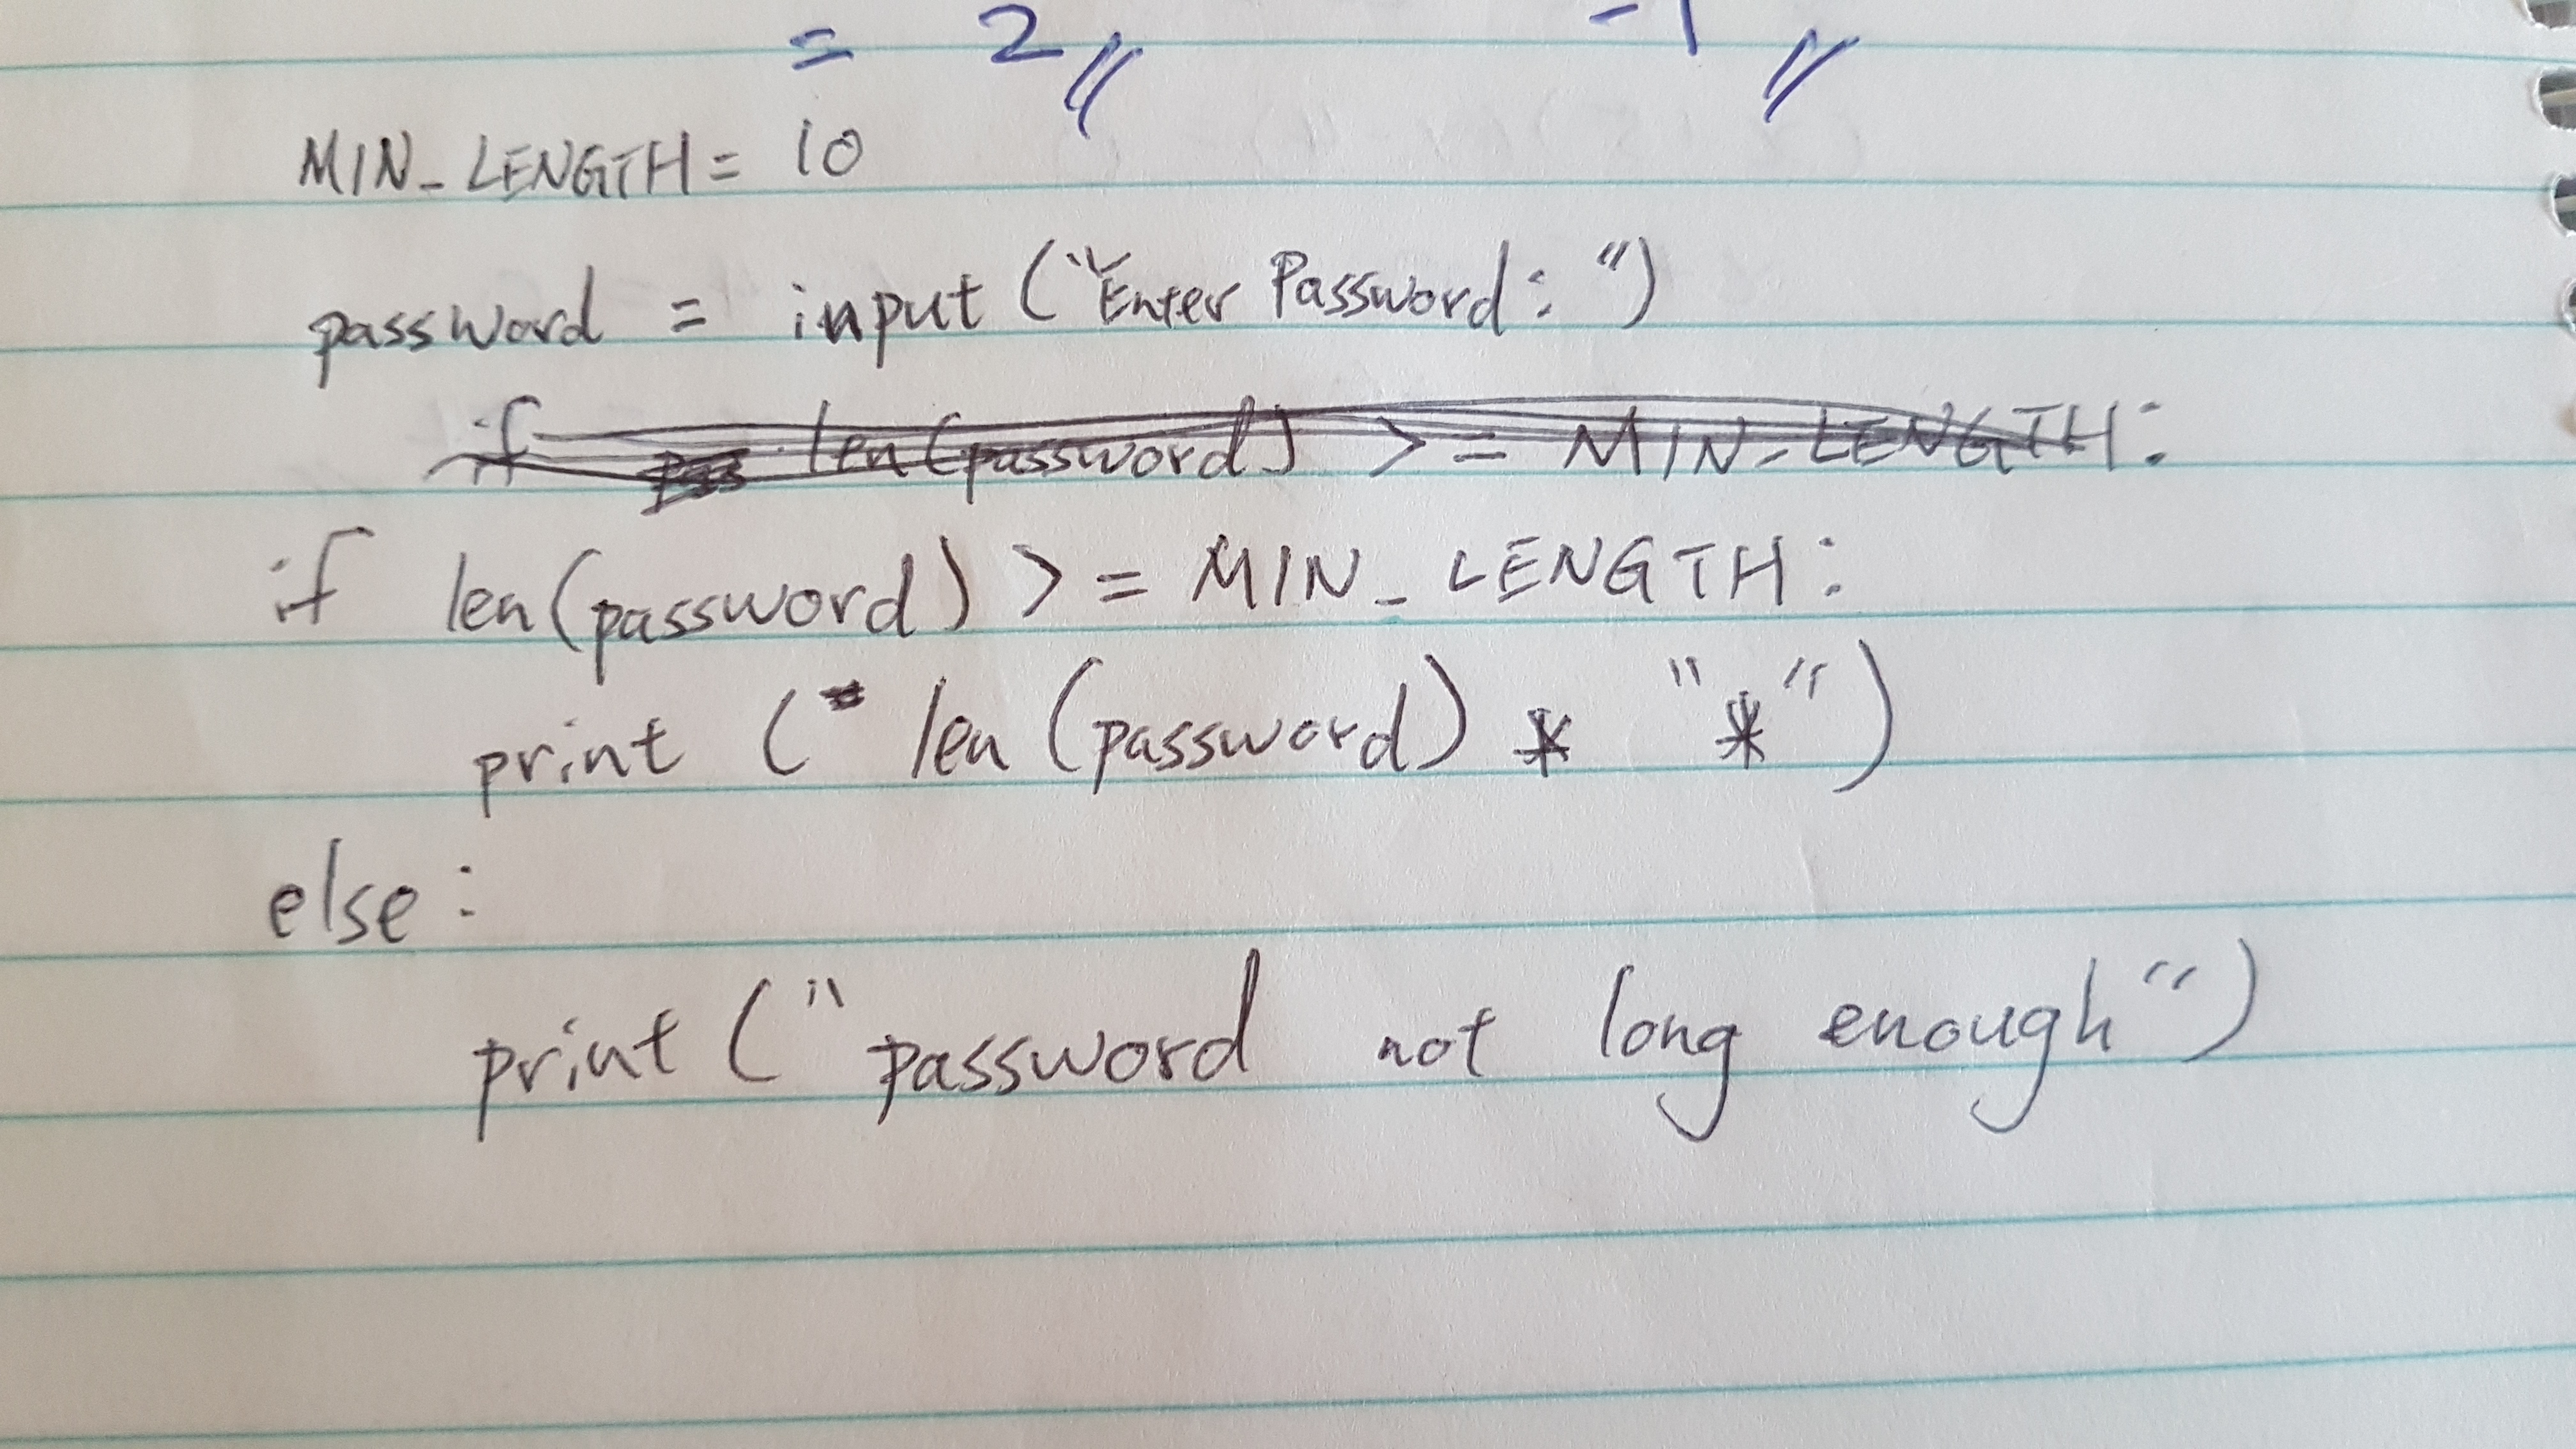 = 2 -1
MIN_LENGTH = 10
password = input ("Enter Password: ")
if len(password) >= MIN_LENGTH:
if len(password) >= MIN_LENGTH:
print ( len (password) * "*")
else:
print ("password not long enough")